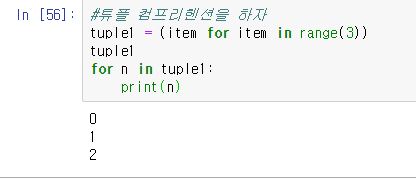 In [56]: #튜플 컴프리헨션을 하자
tuple1 = (item for item in range(3))
tuple1
for n in tuple1:
    print(n)
0
1
2